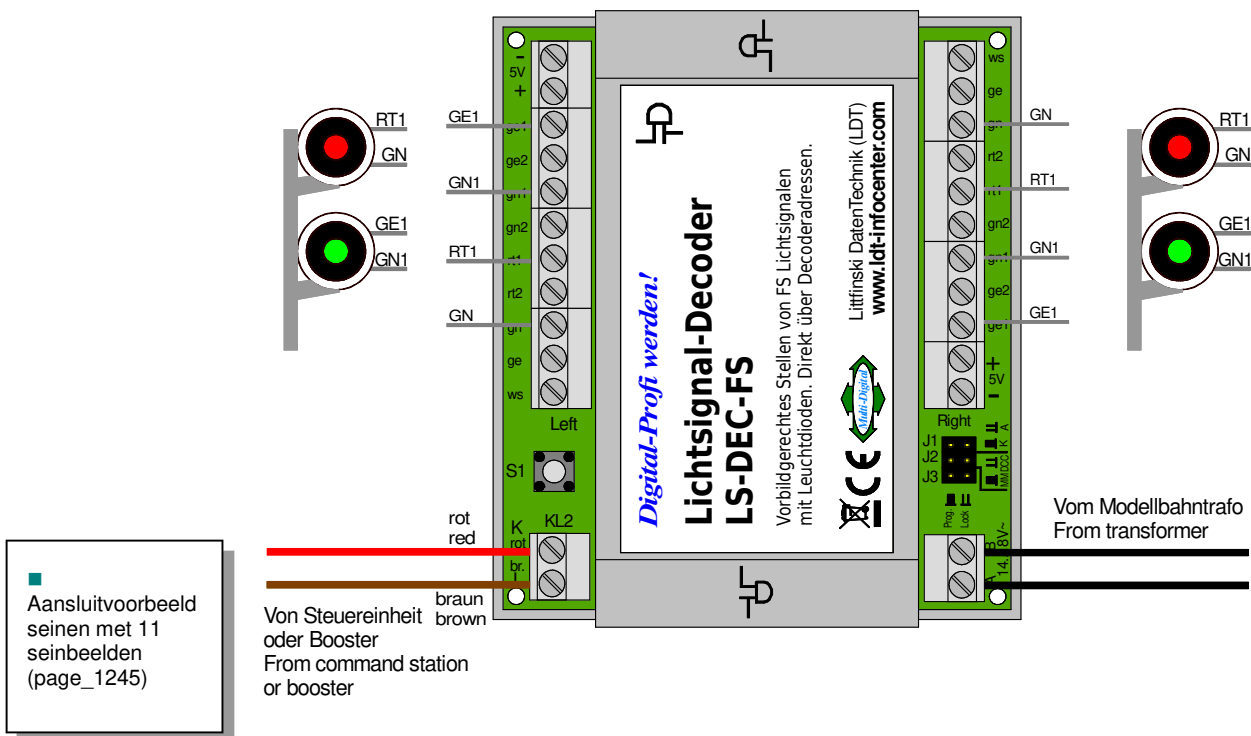 RT1
GN
GE1
GN1
GE1
GN1
RT1
GN
-
5V
+
ge1
ge2
gn1
gn2
rt1
rt2
gn
ge
ws
Left
S1
K
KL2
rot
br.
rot
red
braun
brown
Von Steuereinheit
oder Booster
From command station
or booster
■
Aansluitvoorbeeld
seinen met 11
seinbeelden
(page_1245)
Digital-Profi werden!
Lichtsignal-Decoder
LS-DEC-FS
Vorbildgerechtes Stellen von FS Lichtsignalen
mit Leuchtdioden. Direkt über Decoderadressen.
CE
Multi-Digital
Littfinski DatenTechnik (LDT)
www.ldt-infocenter.com
ws
ge
gn
rt2
rt1
gn2
gn1
ge2
ge1
+
5V
-
Right
J1
J2
J3
A
K
DCC
MM
Prog.
Lock
B
A
14..18V~
GN
RT1
GN1
GE1
Vom Modellbahntrafo
From transformer
RT1
GN
GE1
GN1